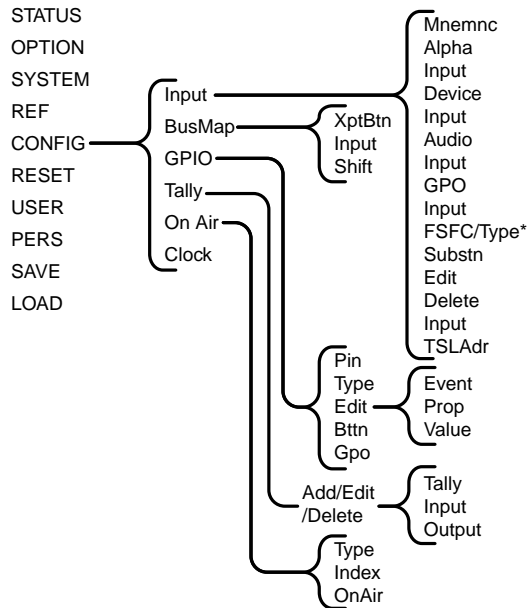 STATUS
OPTION
SYSTEM
REF
CONFIG
RESET
USER
PERS
SAVE
LOAD
Input
BusMap
GPIO
Tally
On Air
Clock
Mnemnc
Alpha
Input
Device
Input
Audio
Input
GPO
Input
FSFC/Type*
Substn
Edit
Delete
Input
TSLAdr
XptBtn
Input
Shift
Pin
Type
Edit
Bttn
Gpo
Event
Prop
Value
Add/Edit
/Delete
Tally
Input
Output
Type
Index
OnAir